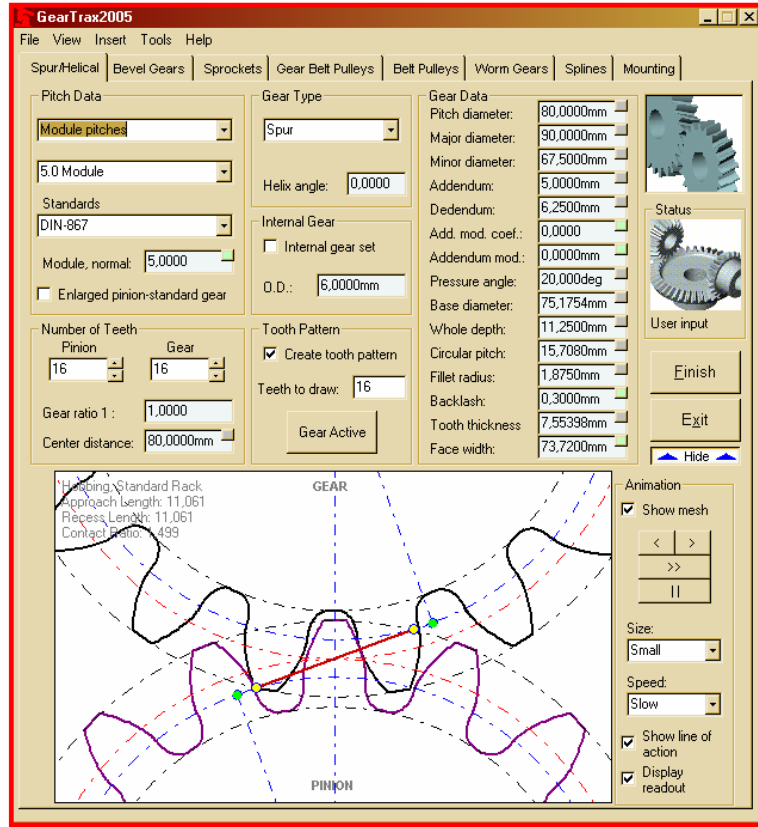 GearTrax2005
File View Insert Tools Help
Spur/Helical Bevel Gears Sprockets Gear Belt Pulleys Belt Pulleys Worm Gears Splines Mounting
Pitch Data
Module pitches
5.0 Module
Standards
DIN-867
Module, normal: 5,0000
Enlarged pinion-standard gear
Gear Type
Spur
Helix angle: 0,0000
Internal Gear
Internal gear set
O.D.: 6,0000mm
Gear Data
Pitch diameter: 80,0000mm
Major diameter: 90,0000mm
Minor diameter: 67,5000mm
Addendum: 5,0000mm
Dedendum: 6,2500mm
Add. mod. coef.: 0,0000
Addendum mod.: 0,0000mm
Pressure angle: 20,000deg
Base diameter: 75,1754mm
Whole depth: 11,2500mm
Circular pitch: 15,7080mm
Fillet radius: 1,8750mm
Backlash: 0,3000mm
Tooth thickness 7,55398mm
Face width: 73,7200mm
Status
User input
Number of Teeth
Pinion Gear
16 16
Gear ratio 1 : 1,0000
Center distance: 80,0000mm
Tooth Pattern
Create tooth pattern
Teeth to draw: 16
Gear Active
Finish
Exit
Hide
Hobbing, Standard Rack
Approach Length: 11,061
Recess Length: 11,061
Contact Ratio: 1,499
GEAR
PINION
Animation
Show mesh
< >
>>
||
Size:
Small
Speed:
Slow
Show line of
action
Display
readout